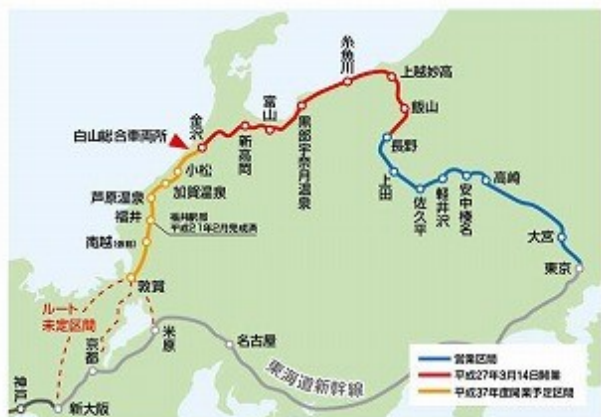 糸魚川
上越妙高
飯山
長野
上田
佐久平
軽井沢
安中榛名
高崎
大宮
東京
黒部宇奈月温泉
富山
新高岡
金沢
白山総合車両所
小松
加賀温泉
芦原温泉
福井
福井駅部
平成21年2月完成済
南越(仮称)
敦賀
ルート
未定区間
米原
京都
新大阪
名古屋
東海道新幹線
営業区間
平成27年3月14日開業
平成37年度開業予定区間